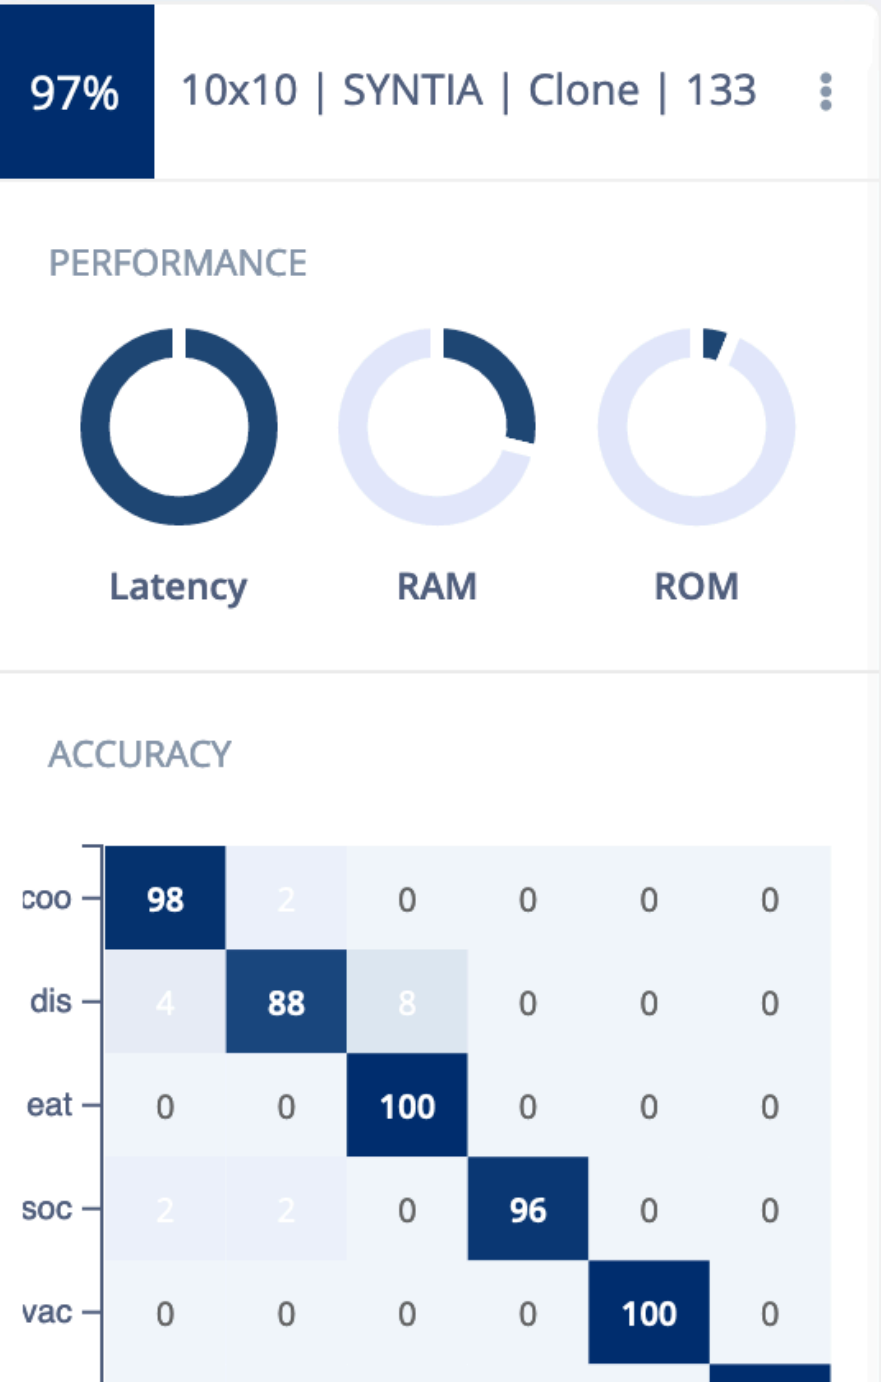 97% 10x10 | SYNTIA | Clone | 133
PERFORMANCE
Latency RAM ROM
ACCURACY
coo 98 2 0 0 0 0
dis 4 88 8 0 0 0
eat 0 0 100 0 0 0
soc 2 2 0 96 0 0
vac 0 0 0 0 100 0